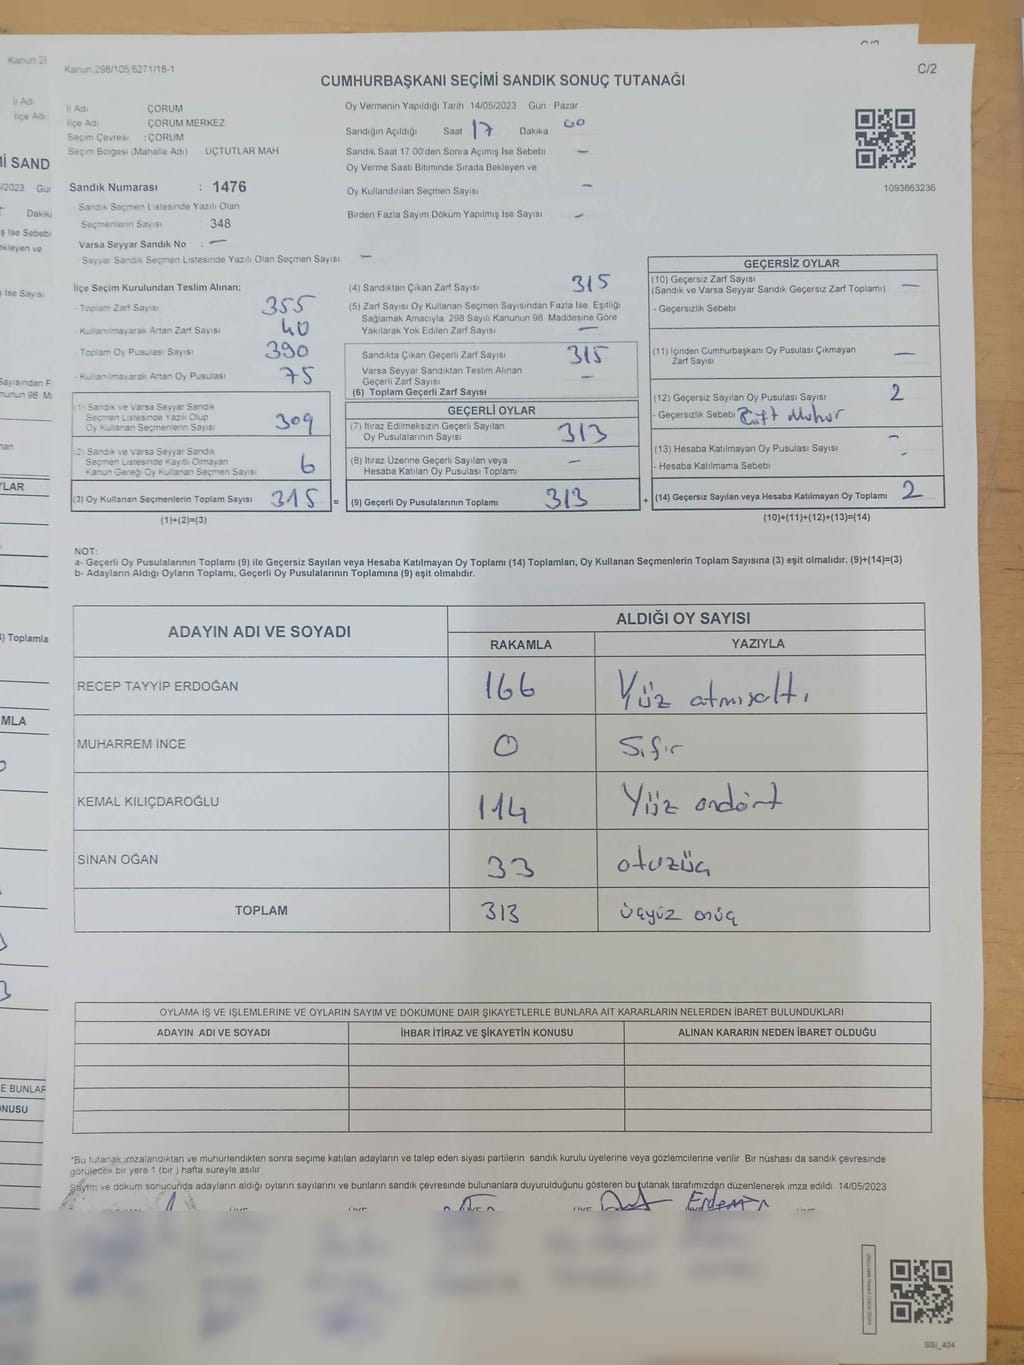 C/2
Kanun:298/105.6271/18-1
CUMHURBAŞKANI SEÇİMİ SANDIK SONUÇ TUTANAĞI
İl Adı ÇORUM
İlçe Adı ÇORUM MERKEZ
Seçim Çevresi : ÇORUM
Seçim Bölgesi (Mahalle Adı) ÜÇTUTLAR MAH
Sandık Numarası : 1476
Sandık Seçmen Listesinde Yazılı Olan
Seçmenlerin Sayısı : 348
Varsa Seyyar Sandık No : —
Seyyar Sandık Seçmen Listesinde Yazılı Olan Seçmen Sayısı —
Oy Vermenin Yapıldığı Tarih 14/05/2023 Gün Pazar
Sandığın Açıldığı Saat 17 Dakika 00
Sandık Saat 17 00'den Sonra Açımış İse Sebebi —
Oy Verme Saati Bitiminde Sırada Bekleyen ve
Oy Kullandırılan Seçmen Sayısı —
Birden Fazla Sayım Döküm Yapılmış İse Sayısı —
1093663236
İlçe Seçim Kurulundan Teslim Alınan;
- Toplam Zarf Sayısı 355
- Kullanılmayarak Artan Zarf Sayısı 40
- Toplam Oy Pusulası Sayısı 390
- Kullanılmayarak Artan Oy Pusulası 75
(1) Sandık ve Varsa Seyyar Sandık
Seçmen Listesinde Yazılı Olup
Oy Kullanan Seçmenlerin Sayısı 309
(2) Sandık ve Varsa Seyyar Sandık
Seçmen Listesinde Kayıtlı Olmayan
Kanun Gereği Oy Kullanan Seçmen Sayısı 6
(3) Oy Kullanan Seçmenlerin Toplam Sayısı 315 =
(1)+(2)=(3)
(4) Sandıktan Çıkan Zarf Sayısı 315
(5) Zarf Sayısı Oy Kullanan Seçmen Sayısından Fazla İse, Eşitliği
Sağlamak Amacıyla, 298 Sayılı Kanunun 98. Maddesine Göre
Yakılarak Yok Edilen Zarf Sayısı —
Sandıkta Çıkan Geçerli Zarf Sayısı 315
Varsa Seyyar Sandıktan Teslim Alınan
Geçerli Zarf Sayısı —
(6) Toplam Geçerli Zarf Sayısı
GEÇERLİ OYLAR
(7) İtiraz Edilmeksizin Geçerli Sayılan
Oy Pusulalarının Sayısı 313
(8) İtiraz Üzerine Geçerli Sayılan veya
Hesaba Katılan Oy Pusulası Toplamı —
(9) Geçerli Oy Pusulalarının Toplamı 313 +
GEÇERSİZ OYLAR
(10) Geçersiz Zarf Sayısı
(Sandık ve Varsa Seyyar Sandık Geçersiz Zarf Toplamı) —
- Geçersizlik Sebebi
(11) İçinden Cumhurbaşkanı Oy Pusulası Çıkmayan
Zarf Sayısı —
(12) Geçersiz Sayılan Oy Pusulası Sayısı 2
- Geçersizlik Sebebi Çift Mühür
(13) Hesaba Katılmayan Oy Pusulası Sayısı —
- Hesaba Katılmama Sebebi -
(14) Geçersiz Sayılan veya Hesaba Katılmayan Oy Toplamı 2
(10)+(11)+(12)+(13)=(14)
NOT:
a- Geçerli Oy Pusulalarının Toplamı (9) ile Geçersiz Sayılan veya Hesaba Katılmayan Oy Toplamı (14) Toplamları, Oy Kullanan Seçmenlerin Toplam Sayısına (3) eşit olmalıdır. (9)+(14)=(3)
b- Adayların Aldığı Oyların Toplamı, Geçerli Oy Pusulalarının Toplamına (9) eşit olmalıdır.
ADAYIN ADI VE SOYADI
ALDIĞI OY SAYISI
RAKAMLA YAZIYLA
RECEP TAYYİP ERDOĞAN 166 Yüz atmışaltı
MUHARREM İNCE 0 Sıfır
KEMAL KILIÇDAROĞLU 114 Yüz ondört
SİNAN OĞAN 33 otuzüç
TOPLAM 313 üçyüz onüç
OYLAMA İŞ VE İŞLEMLERİNE VE OYLARIN SAYIM VE DÖKÜMÜNE DAİR ŞİKAYETLERLE BUNLARA AİT KARARLARIN NELERDEN İBARET BULUNDUKLARI
ADAYIN ADI VE SOYADI İHBAR İTİRAZ VE ŞİKAYETİN KONUSU ALINAN KARARIN NEDEN İBARET OLDUĞU
*Bu tutanak imzalandıktan ve mühürlendikten sonra seçime katılan adayların ve talep eden siyasi partilerin sandık kurulu üyelerine veya gözlemcilerine verilir. Bir nüshası da sandık çevresinde
görülecek bir yere 1 (bir ) hafta süreyle asılır.
Sayım ve döküm sonucunda adayların aldığı oyların sayılarını ve bunların sandık çevresinde bulunanlara duyurulduğunu gösteren bu tutanak tarafımızdan düzenlenerek imza edildi. 14/05/2023
Erdem
SSİ_404